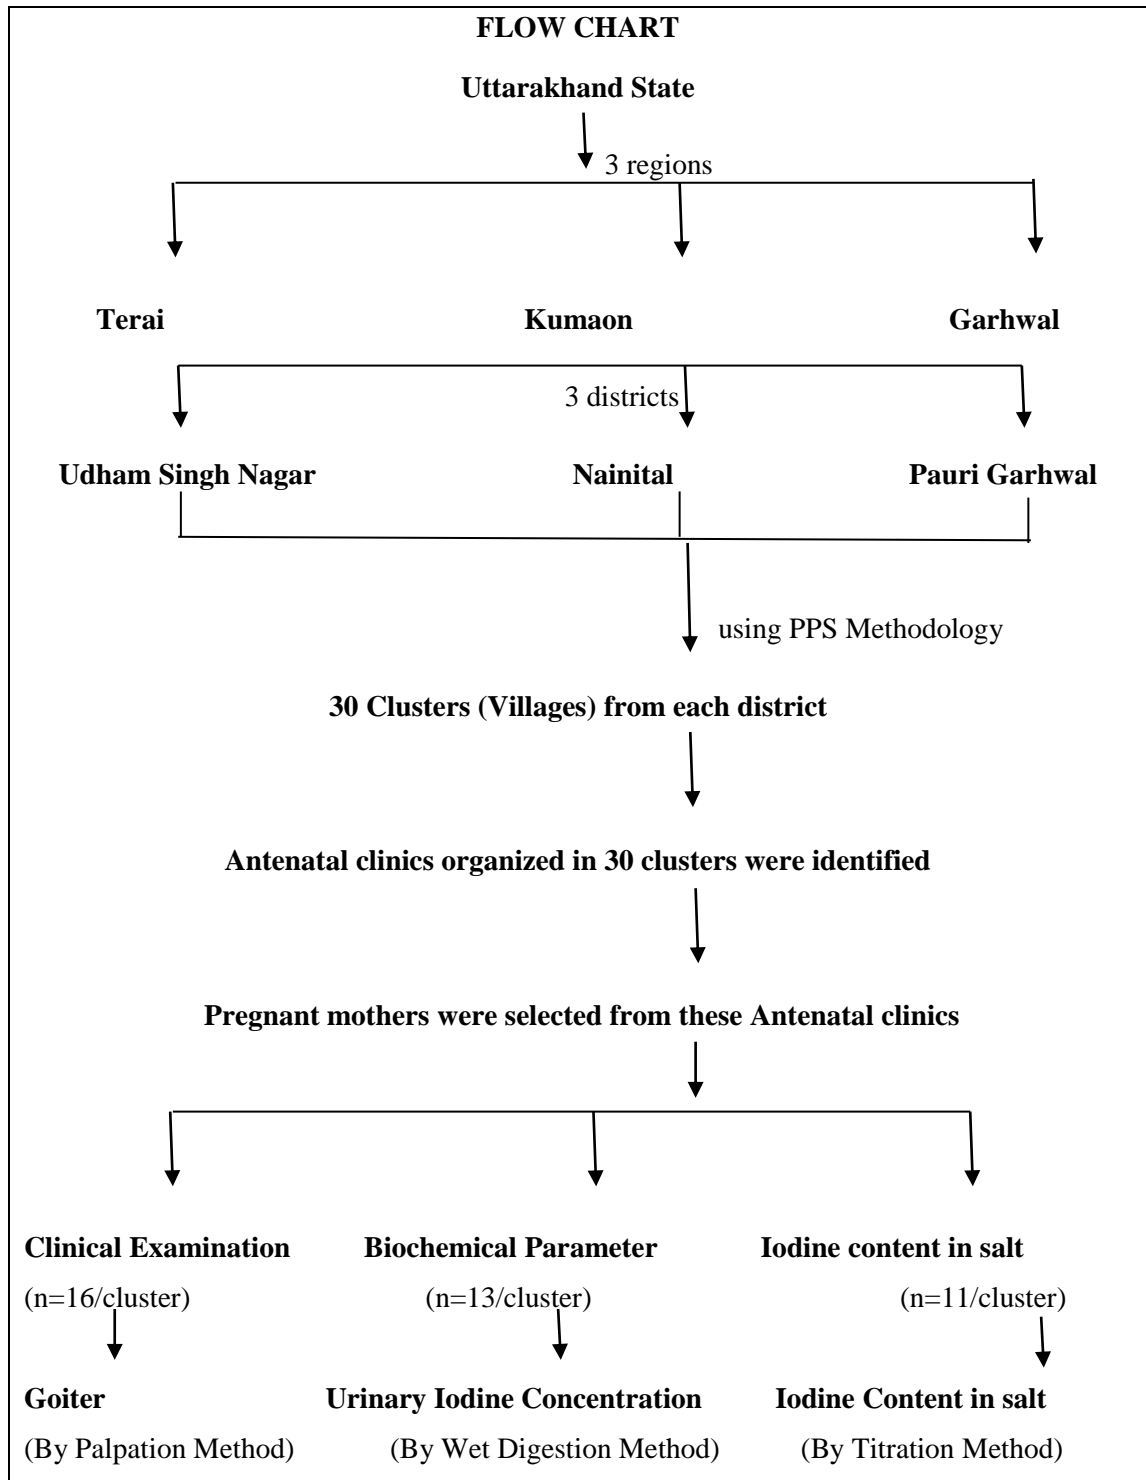 FLOW CHART
Uttarakhand State
3 regions
Terai Kumaon Garhwal
3 districts
Udham Singh Nagar Nainital Pauri Garhwal
using PPS Methodology
30 Clusters (Villages) from each district
Antenatal clinics organized in 30 clusters were identified
Pregnant mothers were selected from these Antenatal clinics
Clinical Examination Biochemical Parameter Iodine content in salt
(n=16/cluster) (n=13/cluster) (n=11/cluster)
Goiter Urinary Iodine Concentration Iodine Content in salt
(By Palpation Method) (By Wet Digestion Method) (By Titration Method)